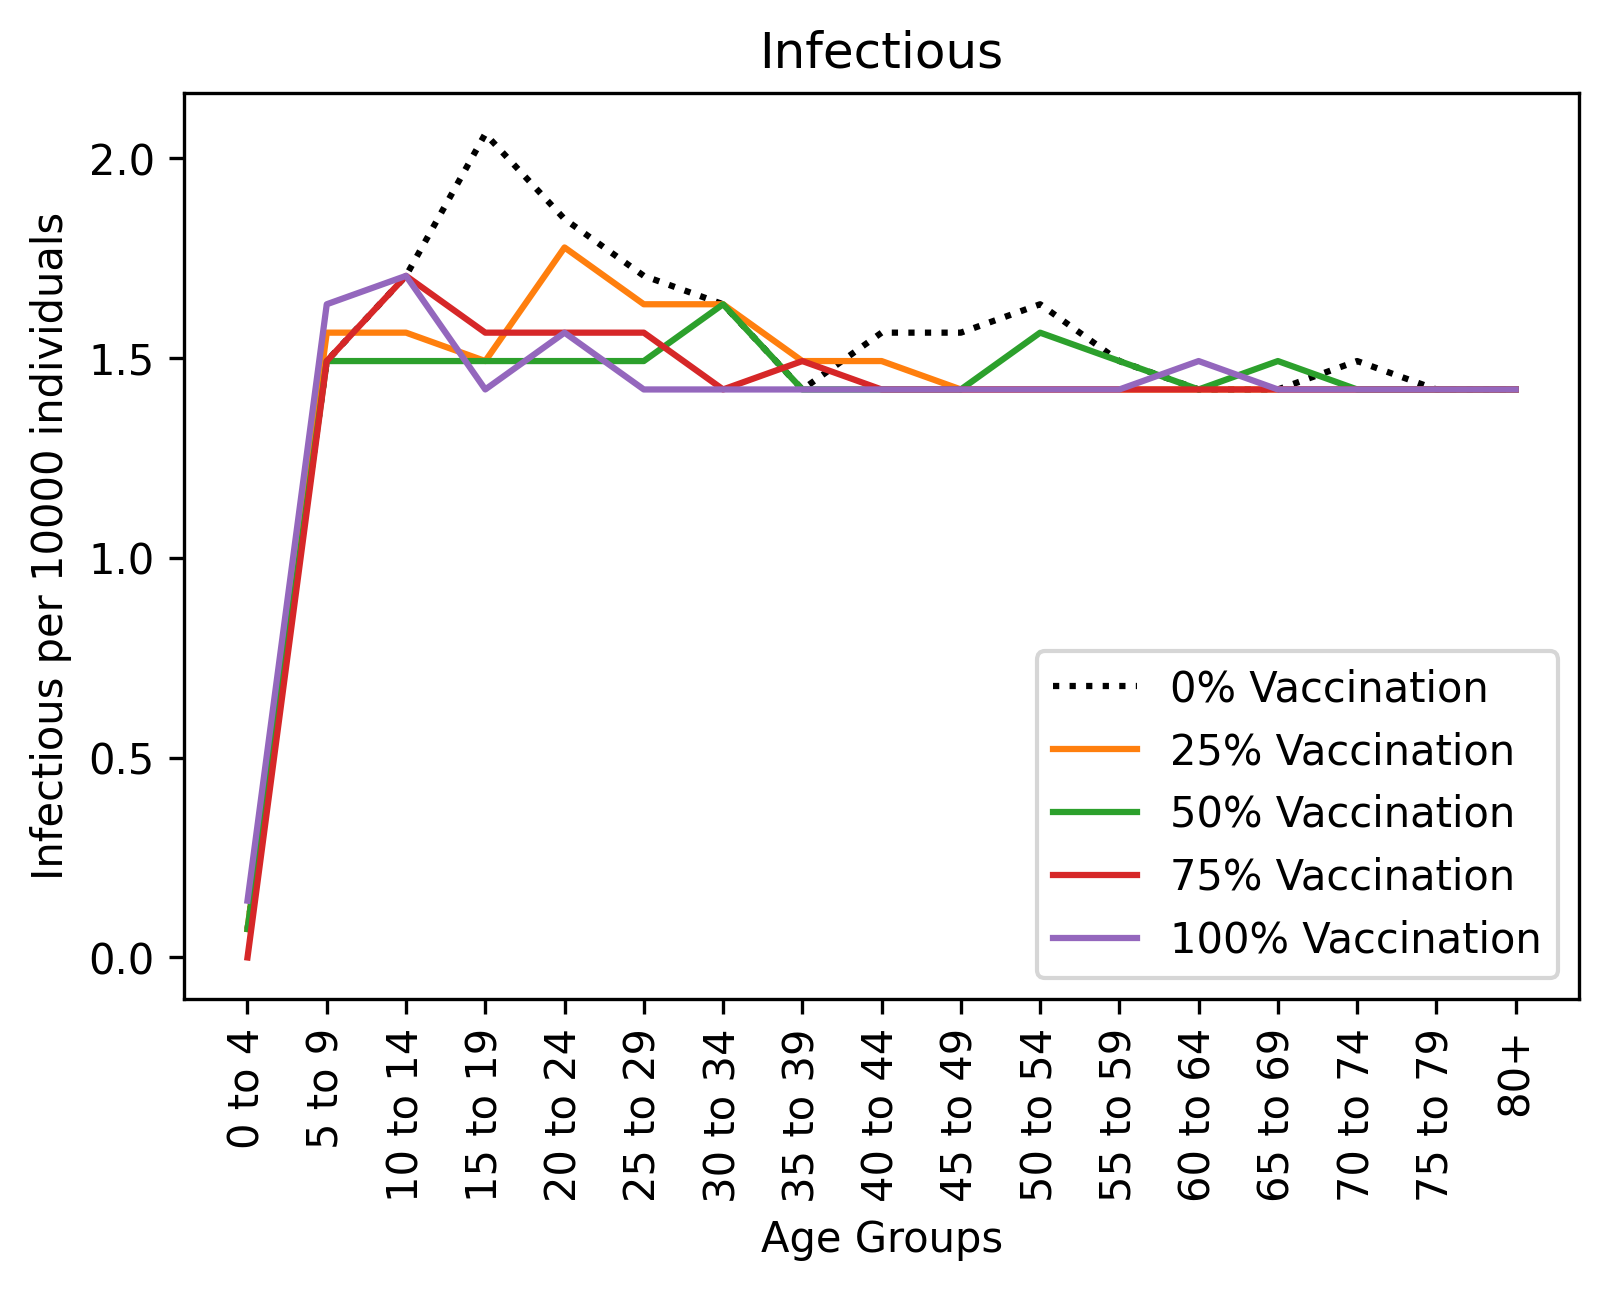 Infectious
Infectious per 10000 individuals
2.0
1.5
1.0
0.5
0.0
0% Vaccination
25% Vaccination
50% Vaccination
75% Vaccination
100% Vaccination
0 to 4
5 to 9
10 to 14
15 to 19
20 to 24
25 to 29
30 to 34
35 to 39
40 to 44
45 to 49
50 to 54
55 to 59
60 to 64
65 to 69
70 to 74
75 to 79
80+
Age Groups